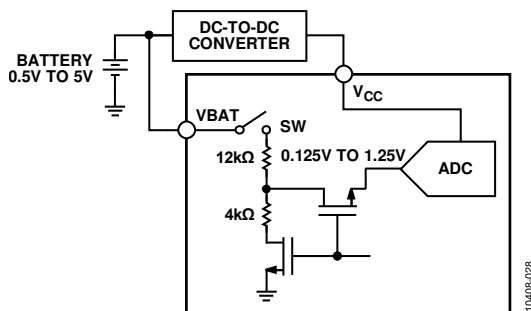 DC-TO-DC
CONVERTER
BATTERY
0.5V TO 5V
VCC
VBAT
SW
12kΩ
0.125V TO 1.25V
ADC
4kΩ
10408-028